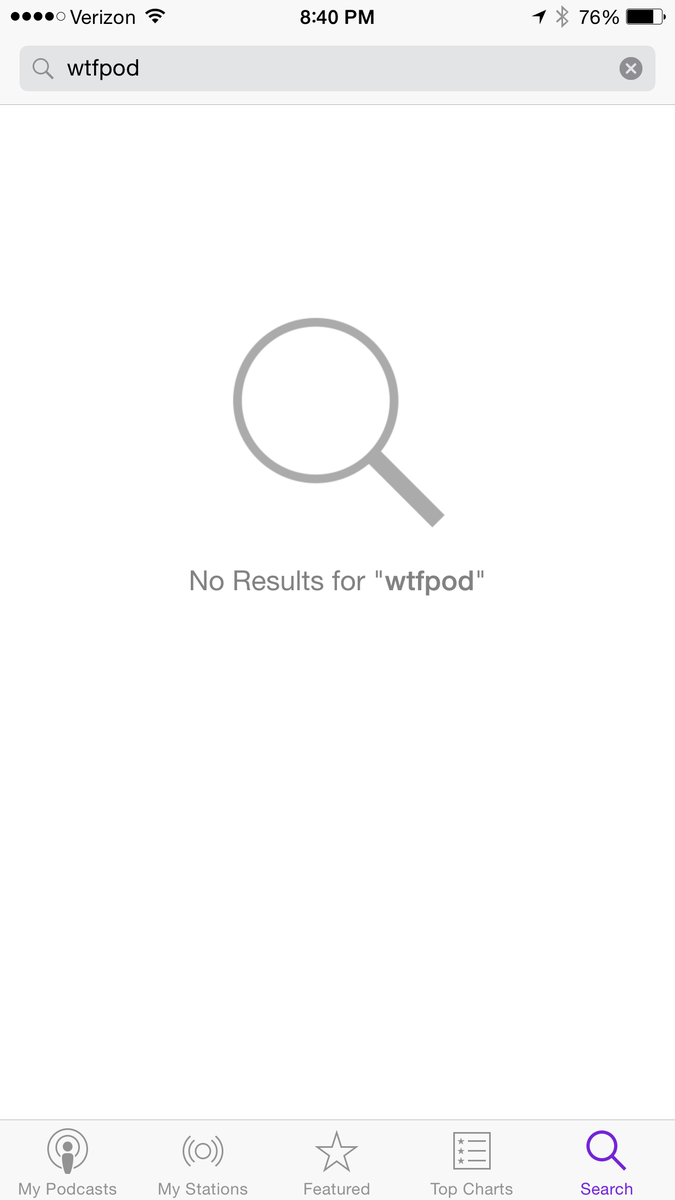 Verizon 8:40 PM 76%
wtfpod
No Results for "wtfpod"
My Podcasts My Stations Featured Top Charts Search